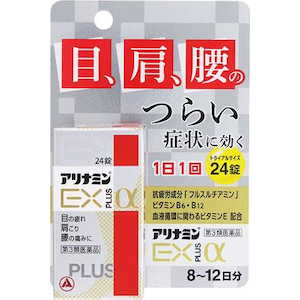 目、肩、腰の
つらい
症状に効く
1日1回
トライアルサイズ
24錠
抗疲労成分「フルスルチアミン」
ビタミンB6・B12
血液循環に関わるビタミンE 配合
アリナミン
第3類医薬品
EX PLUS α
8〜12日分
24錠
アリナミン
EX PLUS α
目の疲れ
肩こり
腰の痛みに
第3類医薬品
PLUS